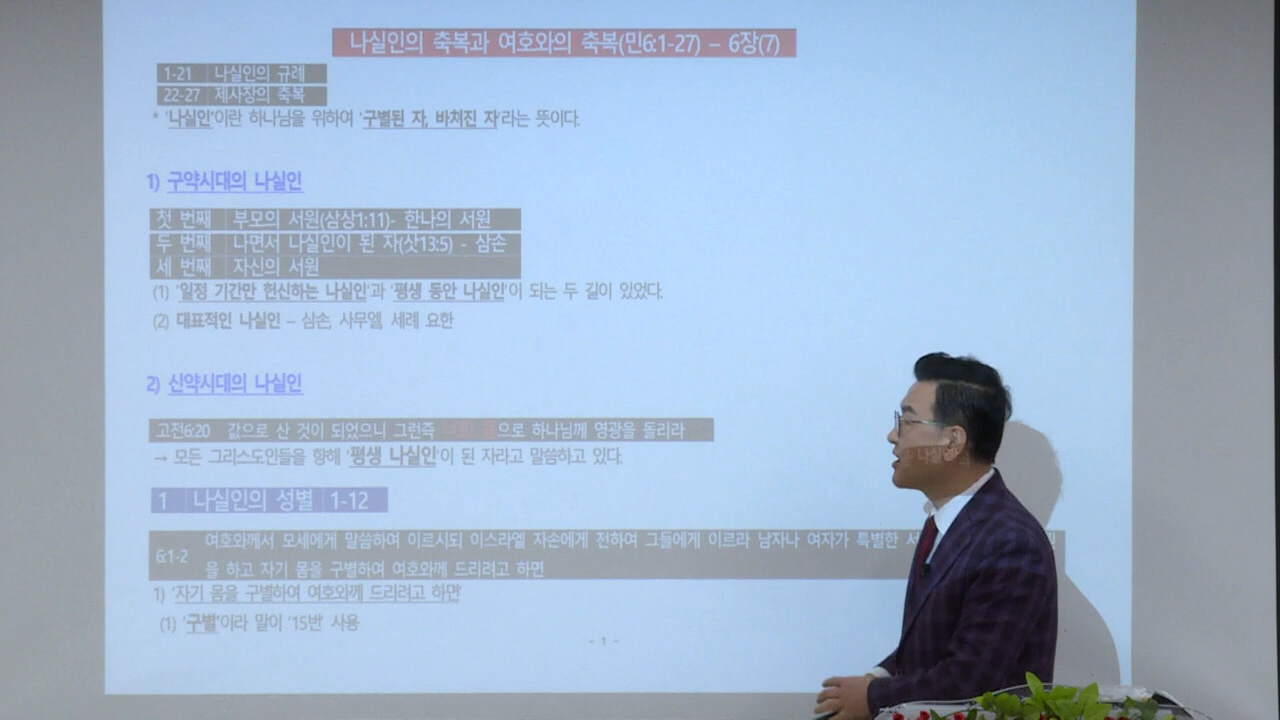 나실인의 축복과 여호와의 축복(민6:1-27) – 6장(7)
1-21 나실인의 규례
22-27 제사장의 축복
* '나실인'이란 하나님을 위하여 '구별된 자, 바쳐진 자'라는 뜻이다.
1) 구약시대의 나실인
첫 번째 부모의 서원(삼상1:11)- 한나의 서원
두 번째 나면서 나실인이 된 자(삿13:5) - 삼손
세 번째 자신의 서원
(1) '일정 기간만 헌신하는 나실인'과 '평생 동안 나실인'이 되는 두 길이 있었다.
(2) 대표적인 나실인 – 삼손, 사무엘, 세례 요한
2) 신약시대의 나실인
고전6:20 값으로 산 것이 되었으니 그런즉 으로 하나님께 영광을 돌리라
→ 모든 그리스도인들을 향해 '평생 나실인'이 된 자라고 말씀하고 있다.
1 나실인의 성별 1-12
6:1-2 여호와께서 모세에게 말씀하여 이르시되 이스라엘 자손에게 전하여 그들에게 이르라 남자나 여자가 특별한
을 하고 자기 몸을 구별하여 여호와께 드리려고 하면
1) '자기 몸을 구별하여 여호와께 드리려고 하면'
(1) '구별'이라 말이 '15번' 사용
- 1 -